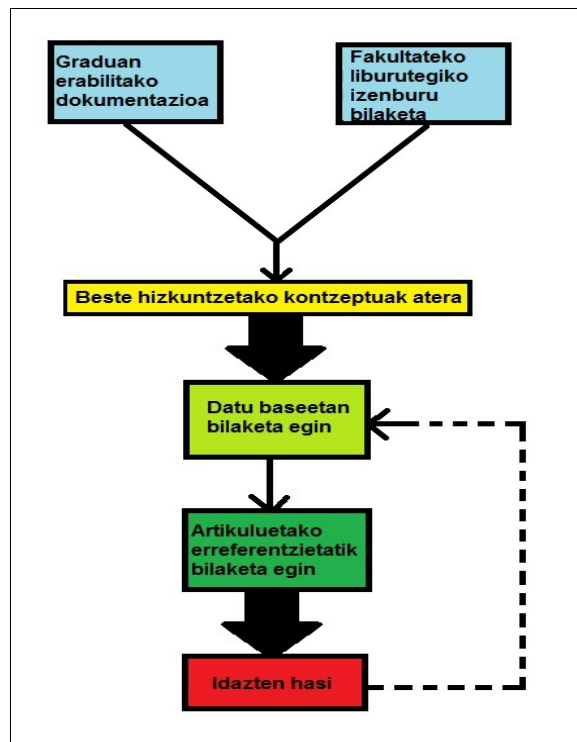 Graduan
erabilitako
dokumentazioa
Fakultateko
liburutegiko
izenburu
bilaketa
Beste hizkuntzetako kontzeptuak atera
Datu baseetan
bilaketa egin
Artikuluetako
erreferentzietatik
bilaketa egin
Idazten hasi